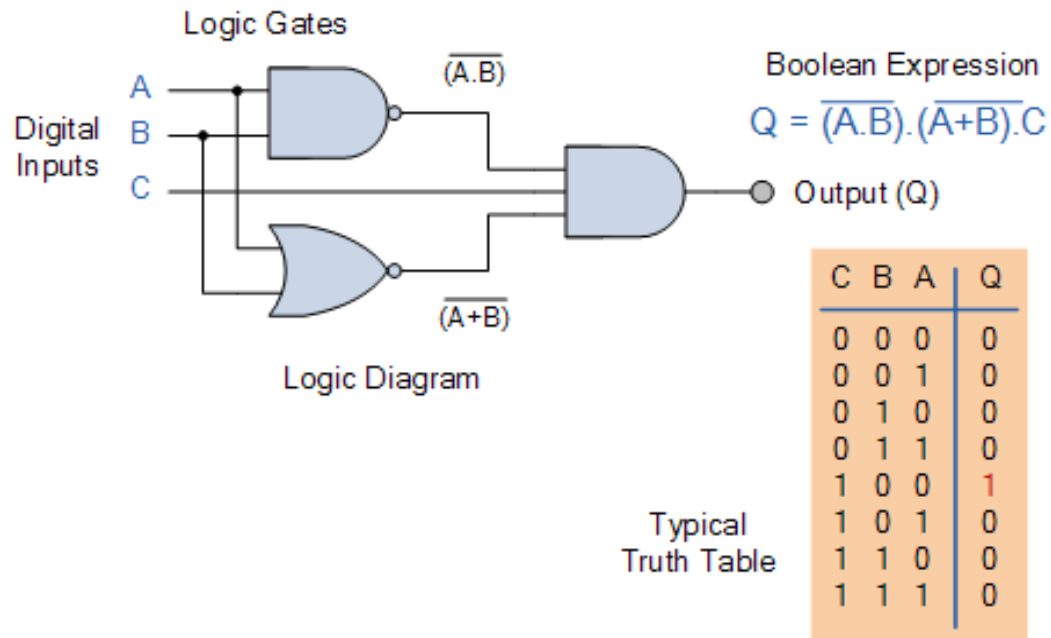 Logic Gates
A
B
C
Digital
Inputs
(A̅.̅B̅)
(A̅+̅B̅)
Logic Diagram
Boolean Expression
Q = (A̅.̅B̅).(A̅+̅B̅).C
Output (Q)
C B A Q
0 0 0 0
0 0 1 0
0 1 0 0
0 1 1 0
1 0 0 1
1 0 1 0
1 1 0 0
1 1 1 0
Typical
Truth Table